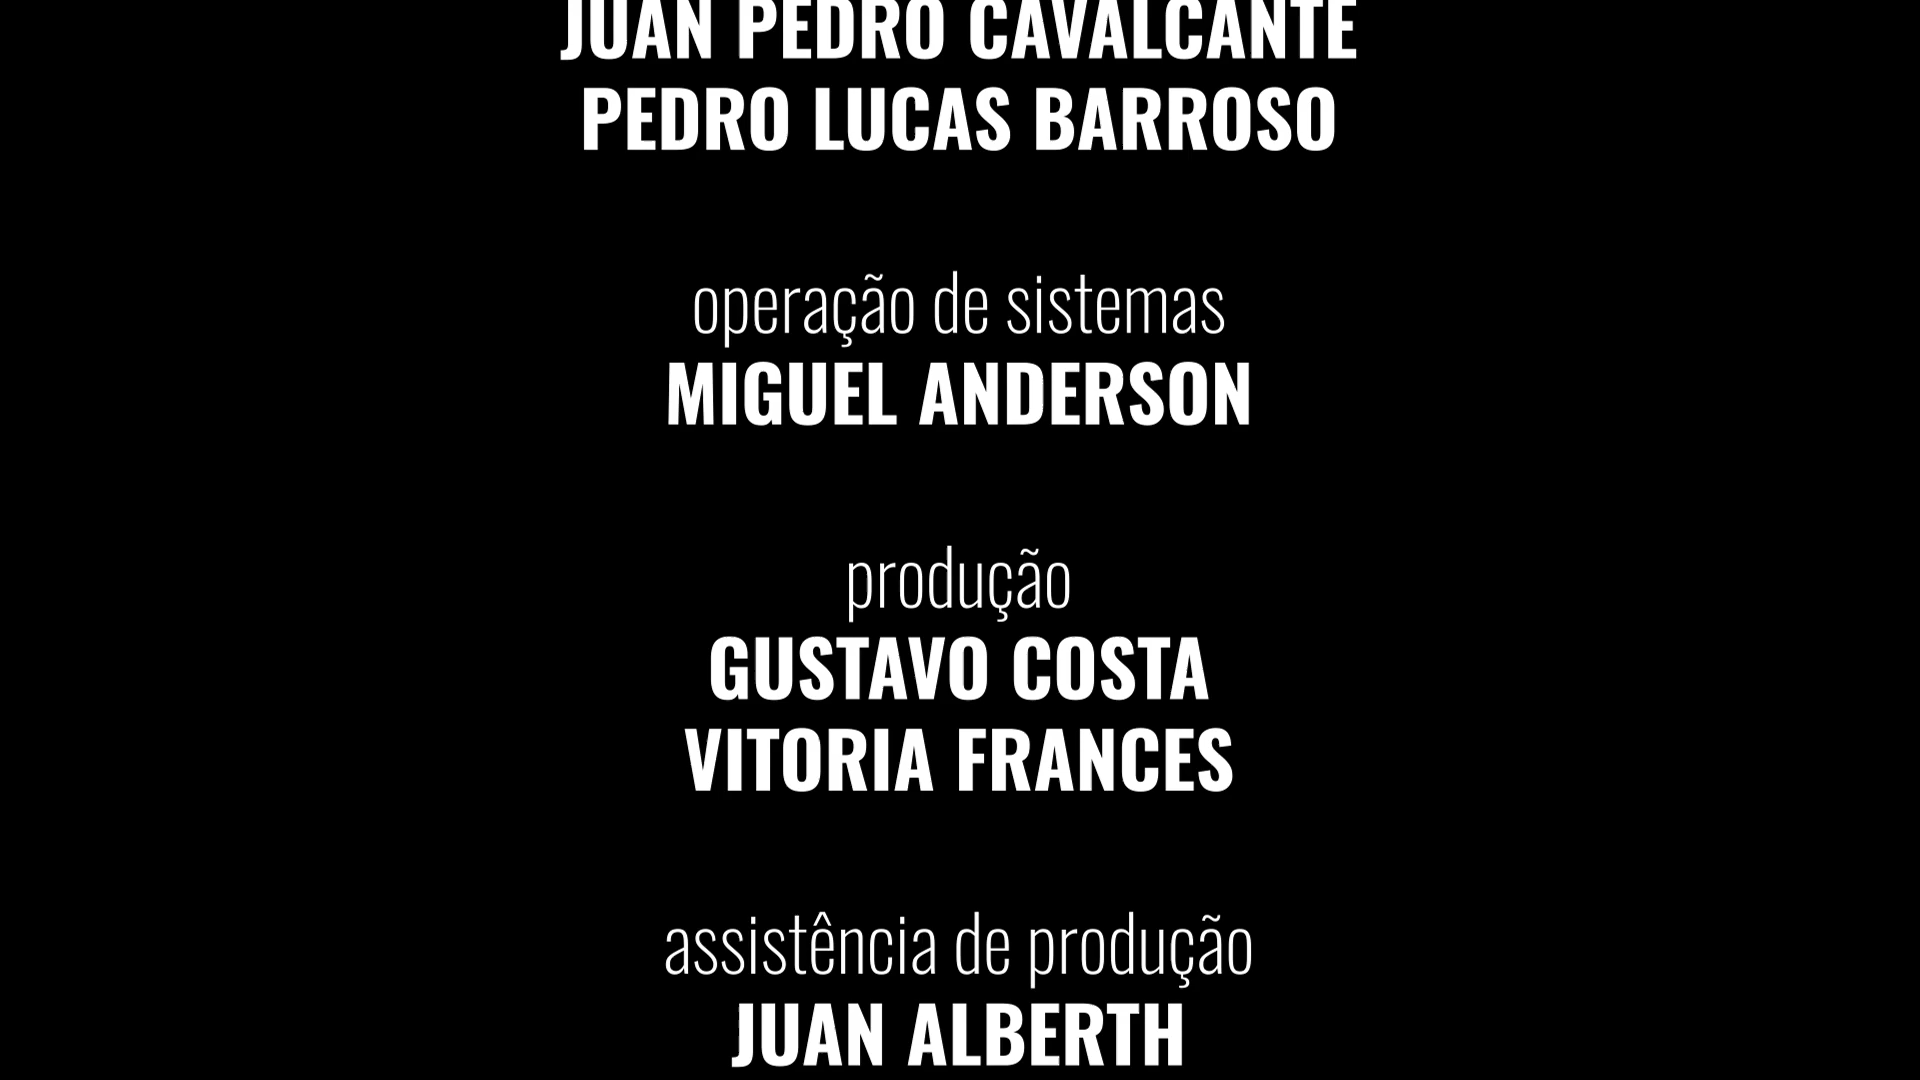 JUAN PEDRO CAVALCANTE
PEDRO LUCAS BARROSO
operação de sistemas
MIGUEL ANDERSON
produção
GUSTAVO COSTA
VITORIA FRANCES
assistência de produção
JUAN ALBERTH